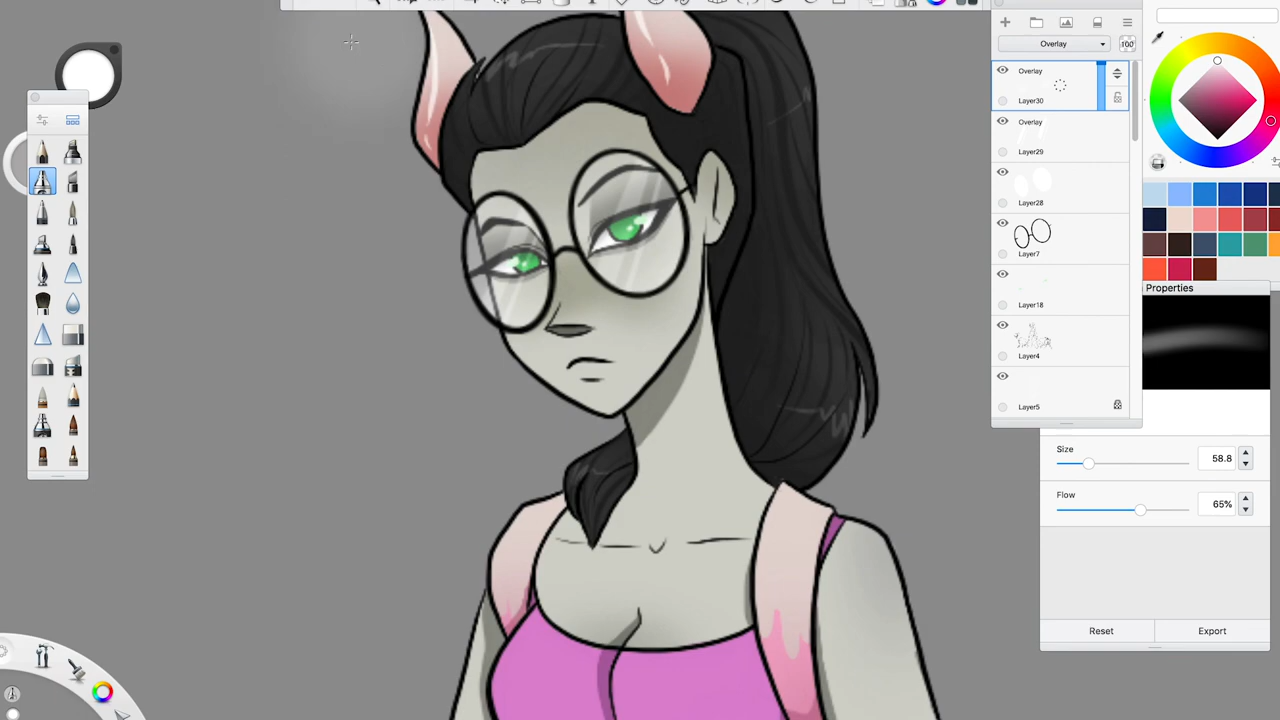 Overlay
100
Overlay
Layer30
Overlay
Layer29
Layer28
Layer7
Layer18
Layer4
Layer5
Properties
Size
58.8
Flow
65%
Reset
Export